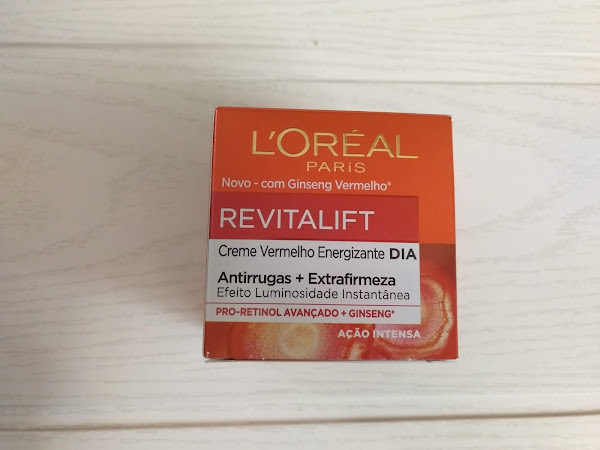 L'ORÉAL
PARIS
Novo - com Ginseng Vermelho*
REVITALIFT
Creme Vermelho Energizante DIA
Antirrugas + Extrafirmeza
Efeito Luminosidade Instantânea
PRO-RETINOL AVANÇADO + GINSENG*
AÇÃO INTENSA